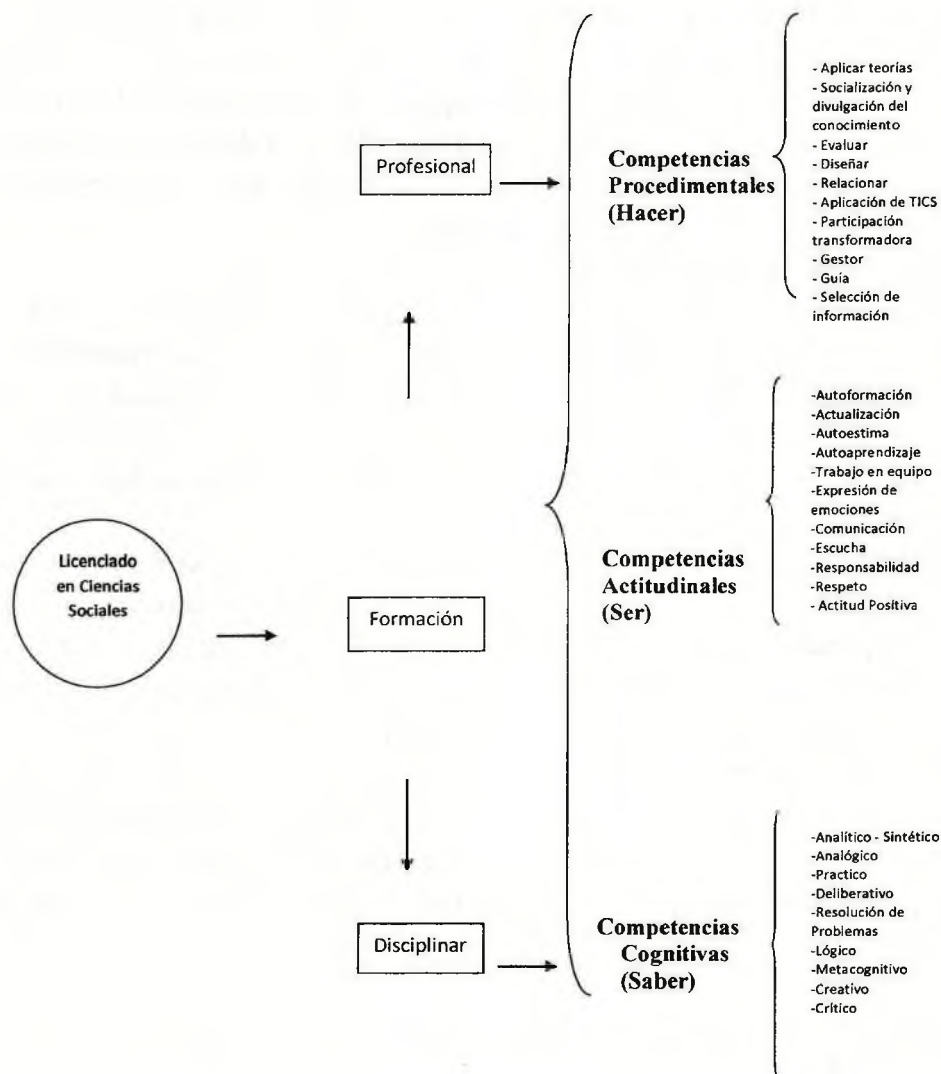 Licenciado
en Ciencias
Sociales
Profesional
Formación
Disciplinar
Competencias
Procedimentales
(Hacer)
- Aplicar teorías
- Socialización y
divulgación del
conocimiento
- Evaluar
- Diseñar
- Relacionar
- Aplicación de TICS
- Participación
transformadora
- Gestor
- Guía
- Selección de
información
Competencias
Actitudinales
(Ser)
-Autoformación
-Actualización
-Autoestima
-Autoaprendizaje
-Trabajo en equipo
-Expresión de
emociones
-Comunicación
-Escucha
-Responsabilidad
-Respeto
- Actitud Positiva
Competencias
Cognitivas
(Saber)
-Analítico - Sintético
-Analógico
-Practico
-Deliberativo
-Resolución de
Problemas
-Lógico
-Metacognitivo
-Creativo
-Crítico